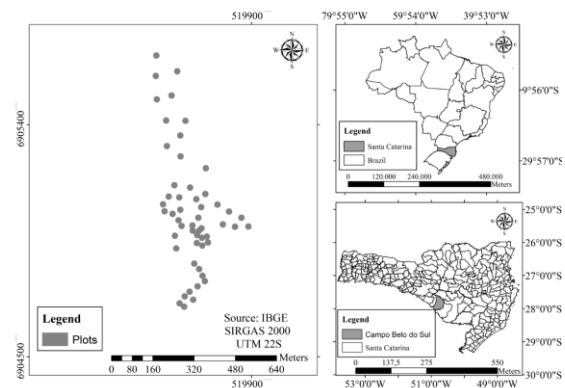 519900
N
W E
S
6905400
Legend
Plots
Source: IBGE
SIRGAS 2000
UTM 22S
Meters
0 80 160 320 480 640
6904500
519900
79°55'W 79°54'W 39°53'W
N
W E
S
9°56'0"S
29°57'0"S
Legend
Santa Catarina
Brazil
0 120.000 240.000 480.000
Meters
N
W E
S
25°0'0"S
26°0'0"S
27°0'0"S
28°0'0"S
29°0'0"S
30°0'0"S
Legend
Campo Belo do Sul
Santa Catarina
0 137.5 275 550
Meters
53°0'0"W 51°0'0"W 49°0'0"W